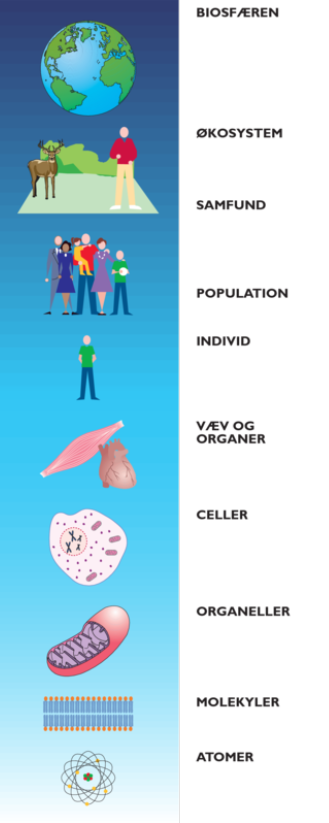 BIOSFÆREN
ØKOSYSTEM
SAMFUND
POPULATION
INDIVID
VÆV OG
ORGANER
CELLER
ORGANELLER
MOLEKYLER
ATOMER